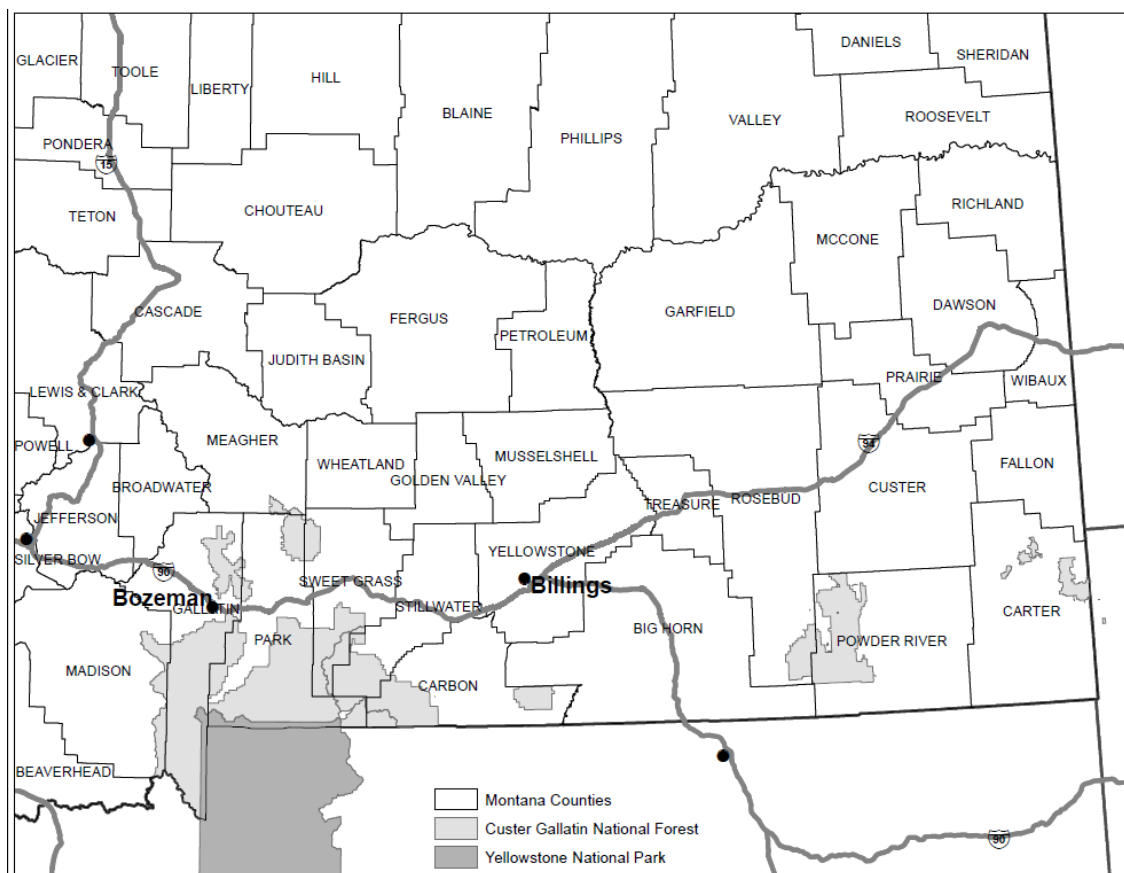 DANIELS
SHERIDAN
GLACIER
TOOLE
LIBERTY
HILL
BLAINE
PHILLIPS
VALLEY
ROOSEVELT
PONDERA
15
TETON
CHOUTEAU
RICHLAND
MCCONE
CASCADE
FERGUS
PETROLEUM
GARFIELD
DAWSON
JUDITH BASIN
LEWIS & CLARK
PRAIRIE
WIBAUX
POWELL
MEAGHER
WHEATLAND
GOLDEN VALLEY
MUSSELSHELL
94
FALLON
BROADWATER
TREASURE
ROSEBUD
CUSTER
JEFFERSON
SILVER BOW
90
SWEET GRASS
YELLOWSTONE
Bozeman
GALLATIN
STILLWATER
Billings
PARK
BIG HORN
POWDER RIVER
CARTER
MADISON
CARBON
BEAVERHEAD
Montana Counties
Custer Gallatin National Forest
Yellowstone National Park
90